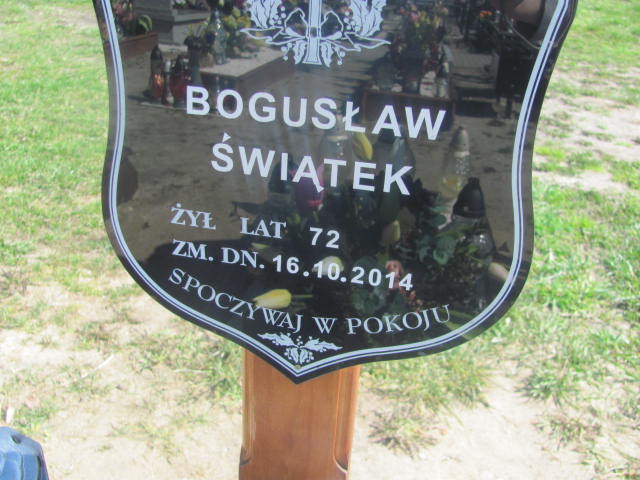 BOGUSŁAW
ŚWIĄTEK
ŻYŁ LAT 72
ZM. DN. 16.10.2014
SPOCZYWAJ W POKOJU